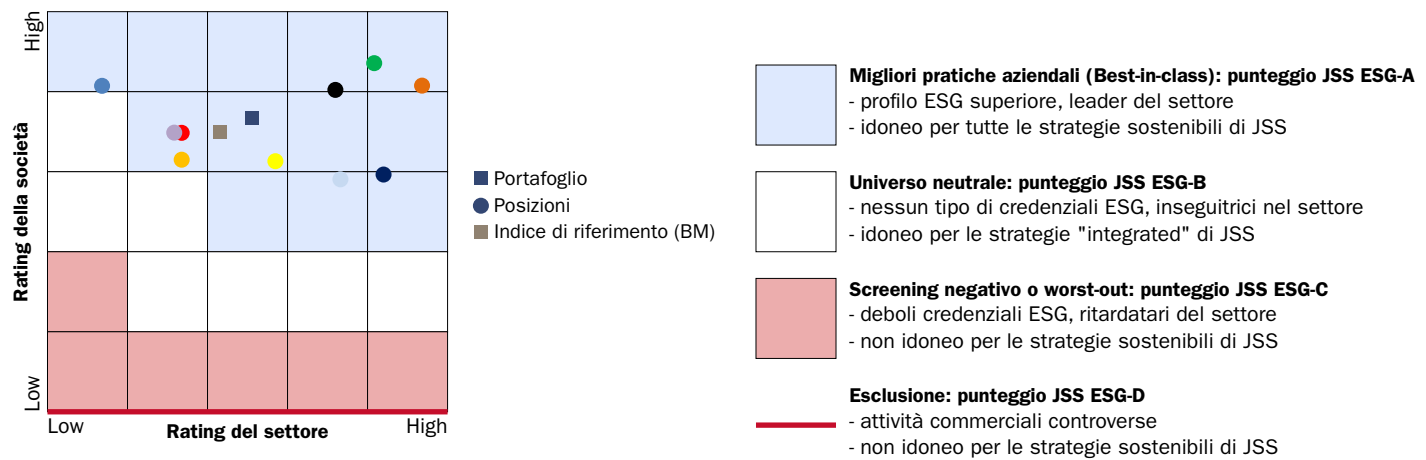 High
Rating della società
Low
Low
Rating del settore
High
Portafoglio
Posizioni
Indice di riferimento (BM)
Migliori pratiche aziendali (Best-in-class): punteggio JSS ESG-A
- profilo ESG superiore, leader del settore
- idoneo per tutte le strategie sostenibili di JSS
Universo neutrale: punteggio JSS ESG-B
- nessun tipo di credenziali ESG, inseguitrici nel settore
- idoneo per le strategie "integrated" di JSS
Screening negativo o worst-out: punteggio JSS ESG-C
- deboli credenziali ESG, ritardatari del settore
- non idoneo per le strategie sostenibili di JSS
Esclusione: punteggio JSS ESG-D
- attività commerciali controverse
- non idoneo per le strategie sostenibili di JSS